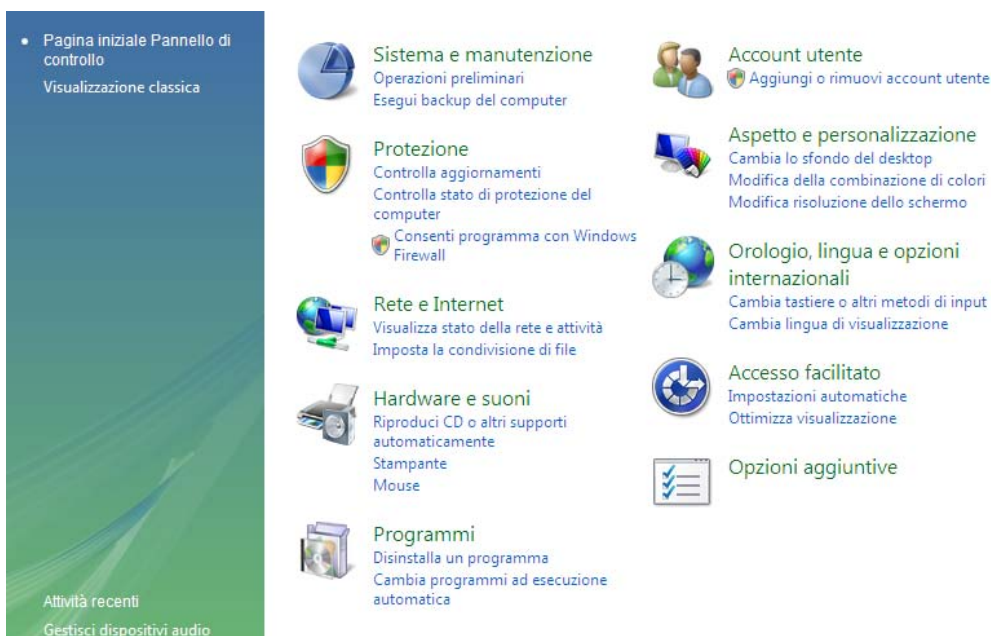 Pagina iniziale Pannello di
controllo
Visualizzazione classica
Sistema e manutenzione
Operazioni preliminari
Esegui backup del computer
Protezione
Controlla aggiornamenti
Controlla stato di protezione del
computer
Consenti programma con Windows
Firewall
Rete e Internet
Visualizza stato della rete e attività
Imposta la condivisione di file
Hardware e suoni
Riproduci CD o altri supporti
automaticamente
Stampante
Mouse
Programmi
Disinstalla un programma
Cambia programmi ad esecuzione
automatica
Account utente
Aggiungi o rimuovi account utente
Aspetto e personalizzazione
Cambia lo sfondo del desktop
Modifica della combinazione di colori
Modifica risoluzione dello schermo
Orologio, lingua e opzioni
internazionali
Cambia tastiere o altri metodi di input
Cambia lingua di visualizzazione
Accesso facilitato
Impostazioni automatiche
Ottimizza visualizzazione
Opzioni aggiuntive
Attività recenti
Gestisci dispositivi audio